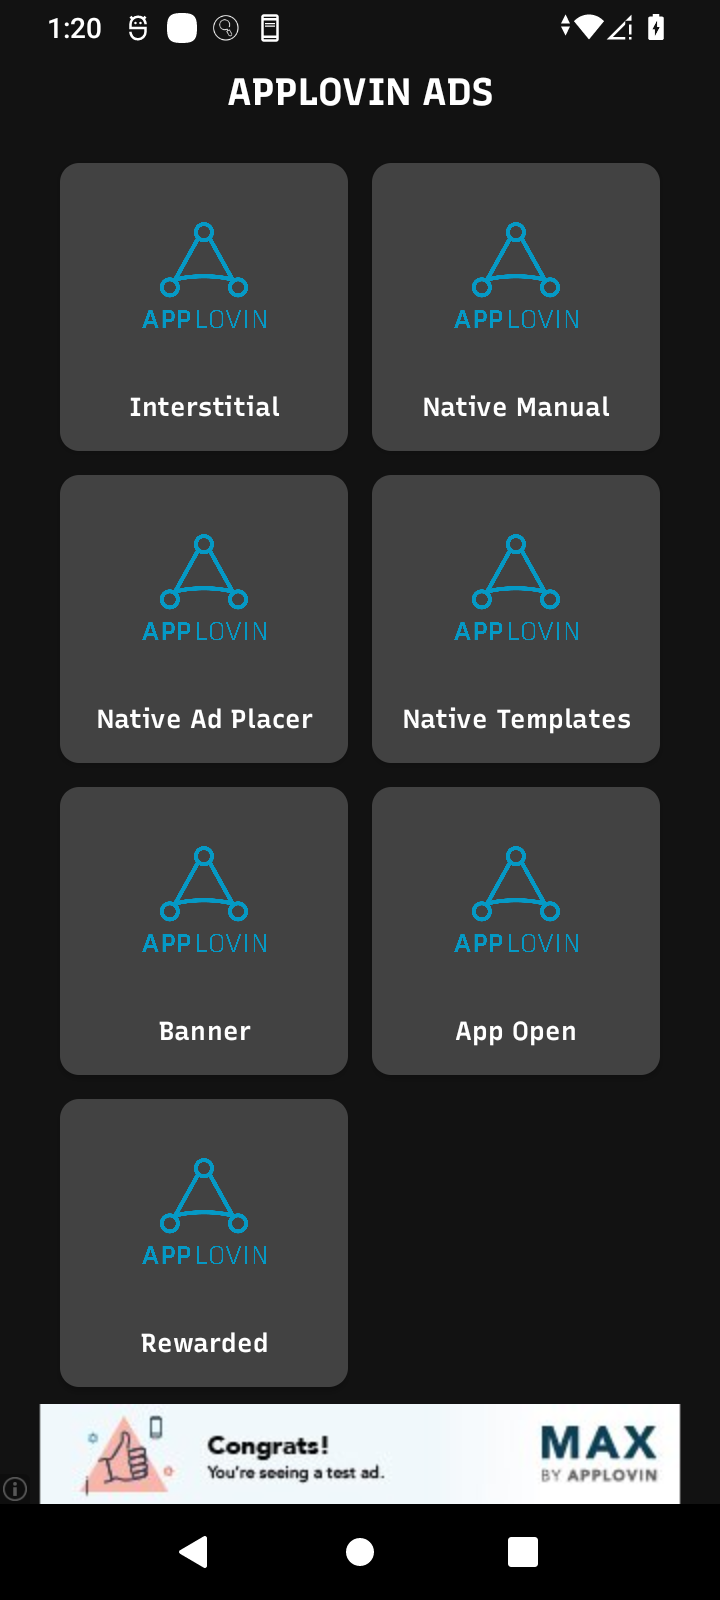 1:20
APPLOVIN ADS
APPLOVIN
APPLOVIN
Interstitial
Native Manual
APPLOVIN
APPLOVIN
Native Ad Placer
Native Templates
APPLOVIN
APPLOVIN
Banner
App Open
APPLOVIN
Rewarded
Congrats!
You're seeing a test ad.
MAX
BY APPLOVIN